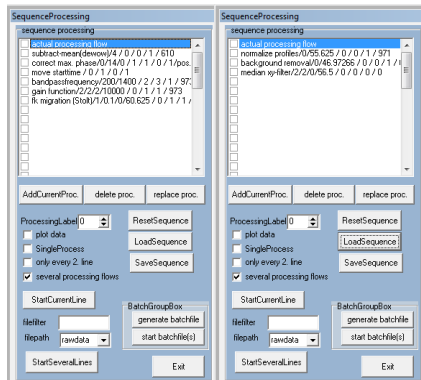 SequenceProcessing
sequence processing
actual processing flow
subtract-mean(dewow)/4 / 0 / 0 / 1 / 610
correct max. phase/0/14/0 / 1 / 1 / 0 / 1/pos.
move starttime / 0 / 1 / 0 / 1
bandpassfrequency/200/1400 / 2 / 3 / 1 / 973
gain function/2/2/2/10000 / 0 / 1 / 1 / 973
fk migration (Stolt)/1/0.1/0/60.625 / 0 / 1 / 1 /
AddCurrentProc.
delete proc.
replace proc.
ProcessingLabel 0
ResetSequence
plot data
SingleProcess
LoadSequence
only every 2. line
SaveSequence
several processing flows
StartCurrentLine
BatchGroupBox
filefilter
generate batchfile
filepath rawdata
start batchfile(s)
StartSeveralLines
Exit
SequenceProcessing
sequence processing
actual processing flow
normalize profiles/0/55.625 / 0 / 0 / 1 / 971
background removal/0/46.97266 / 0 / 0 / 1 /
median xy-filter/2/2/0/56.5 / 0 / 0 / 0 / 0
AddCurrentProc.
delete proc.
replace proc.
ProcessingLabel 0
ResetSequence
plot data
SingleProcess
LoadSequence
only every 2. line
SaveSequence
several processing flows
StartCurrentLine
BatchGroupBox
filefilter
generate batchfile
filepath rawdata
start batchfile(s)
StartSeveralLines
Exit